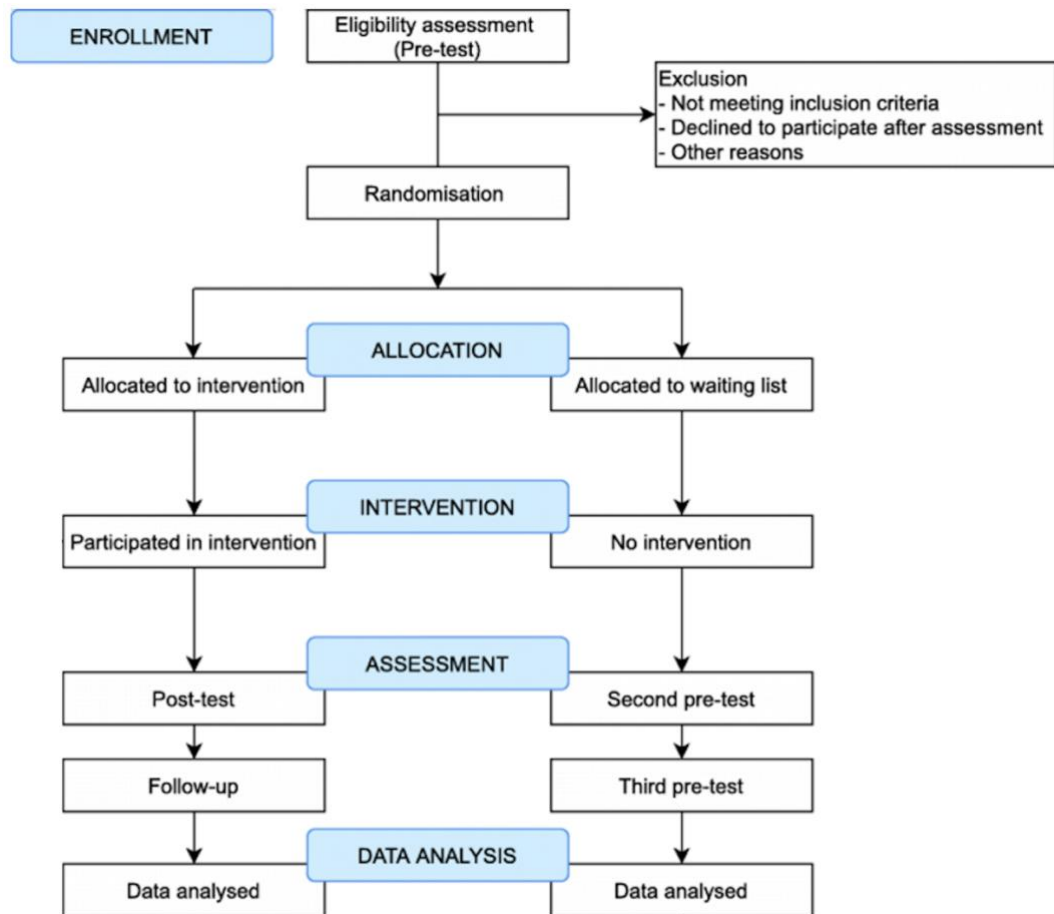 ENROLLMENT
Eligibility assessment
(Pre-test)
Exclusion
- Not meeting inclusion criteria
- Declined to participate after assessment
- Other reasons
Randomisation
ALLOCATION
Allocated to intervention
Allocated to waiting list
INTERVENTION
Participated in intervention
No intervention
ASSESSMENT
Post-test
Second pre-test
Follow-up
Third pre-test
DATA ANALYSIS
Data analysed
Data analysed